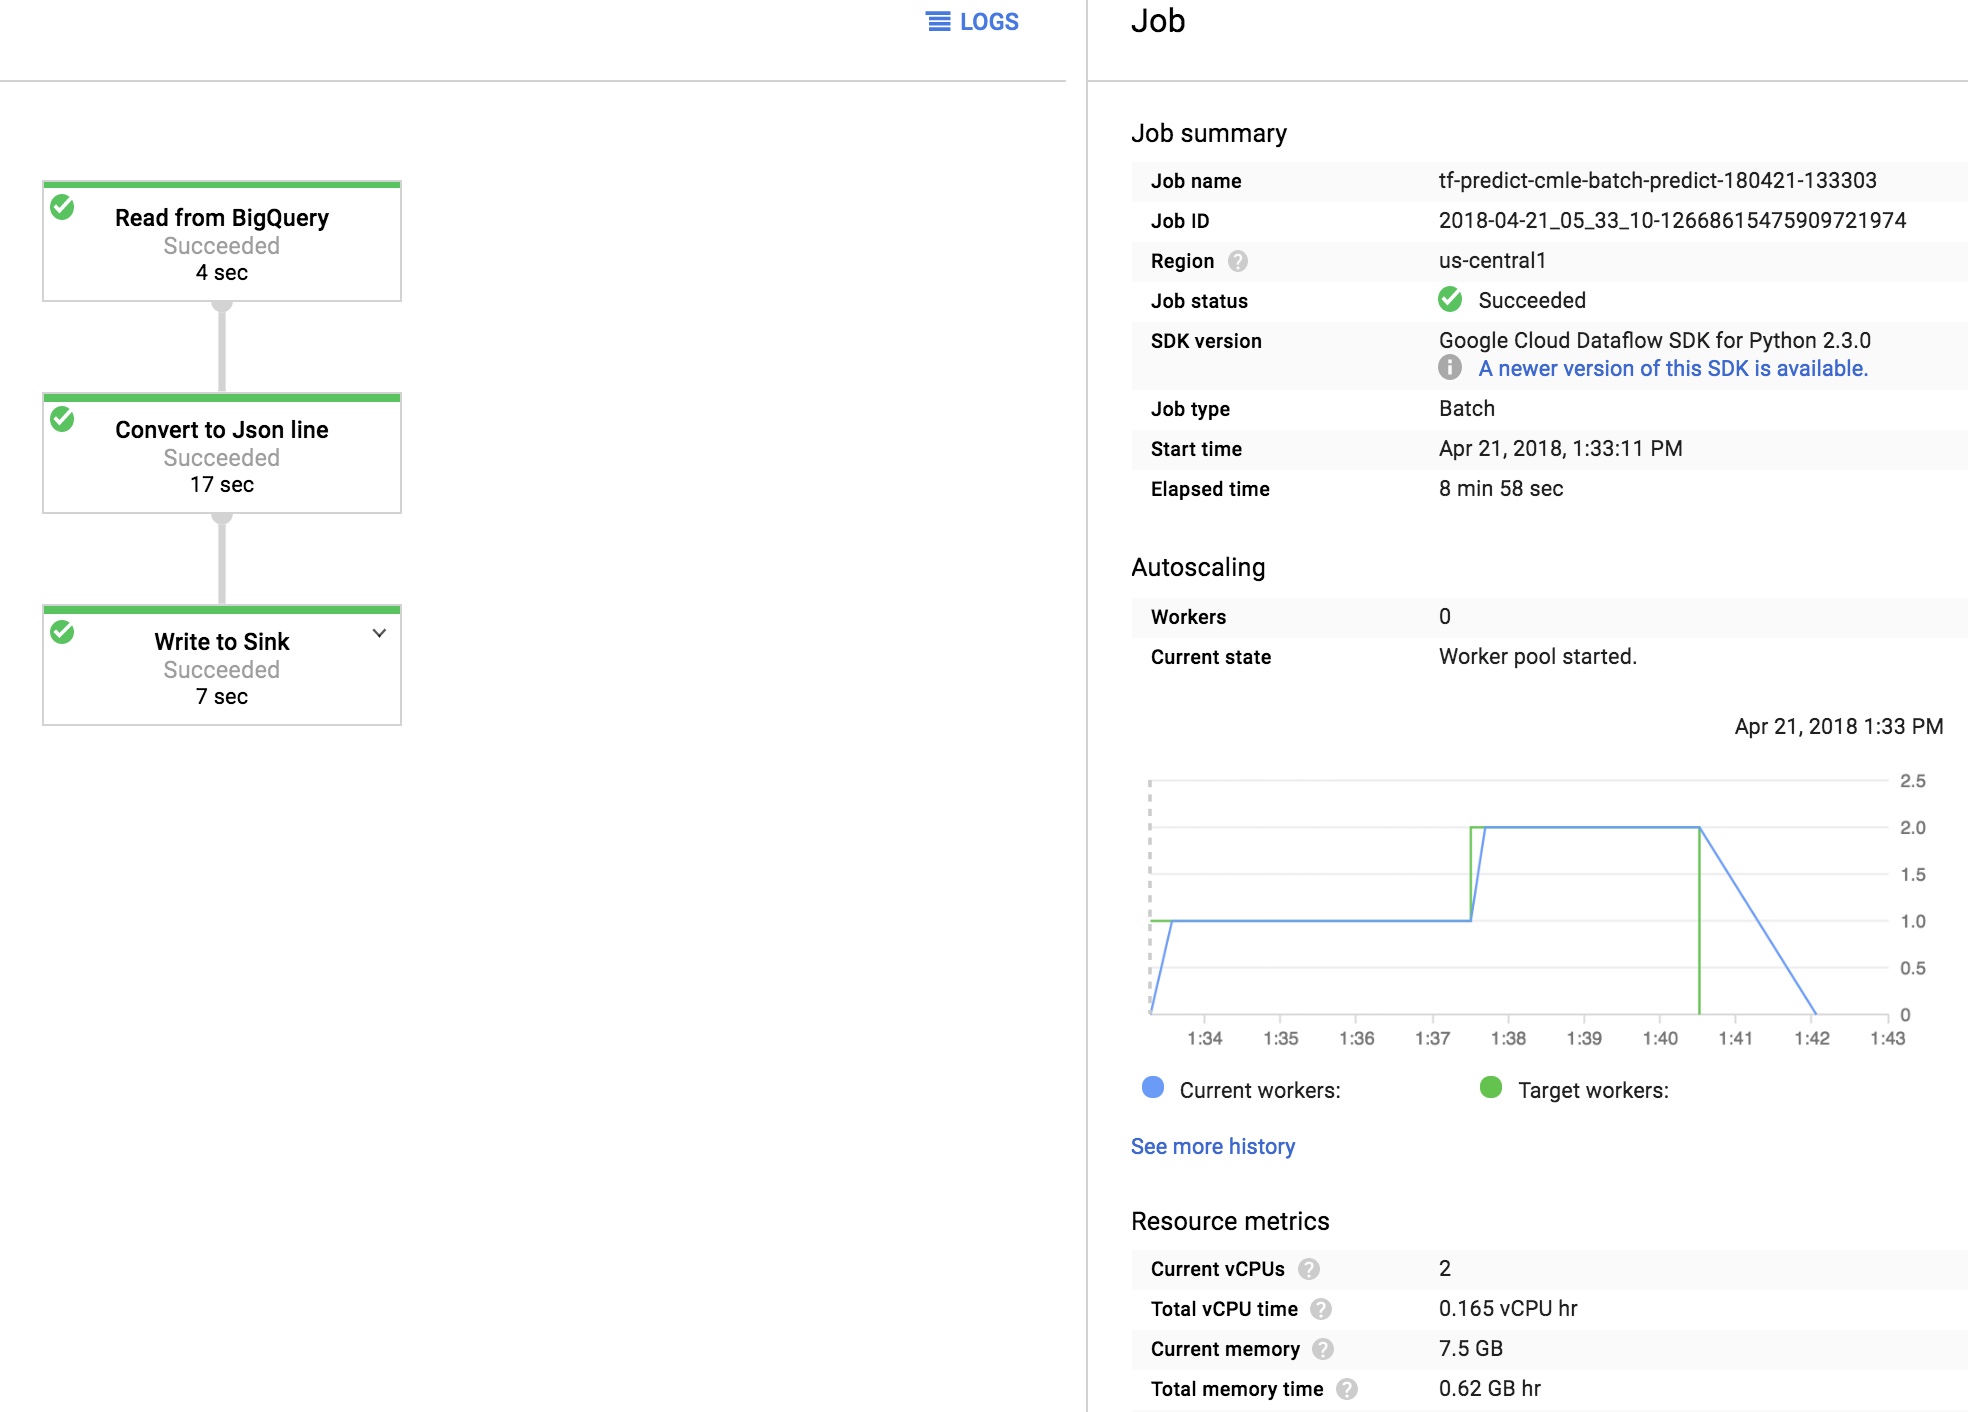 LOGS
Read from BigQuery
Succeeded
4 sec
Convert to Json line
Succeeded
17 sec
Write to Sink
Succeeded
7 sec
Job
Job summary
Job name tf-predict-cmle-batch-predict-180421-133303
Job ID 2018-04-21_05_33_10-12668615475909721974
Region ? us-central1
Job status Succeeded
SDK version Google Cloud Dataflow SDK for Python 2.3.0
A newer version of this SDK is available.
Job type Batch
Start time Apr 21, 2018, 1:33:11 PM
Elapsed time 8 min 58 sec
Autoscaling
Workers 0
Current state Worker pool started.
Apr 21, 2018 1:33 PM
2.5
2.0
1.5
1.0
0.5
0
1:34 1:35 1:36 1:37 1:38 1:39 1:40 1:41 1:42 1:43
Current workers: Target workers:
See more history
Resource metrics
Current vCPUs ? 2
Total vCPU time ? 0.165 vCPU hr
Current memory ? 7.5 GB
Total memory time ? 0.62 GB hr